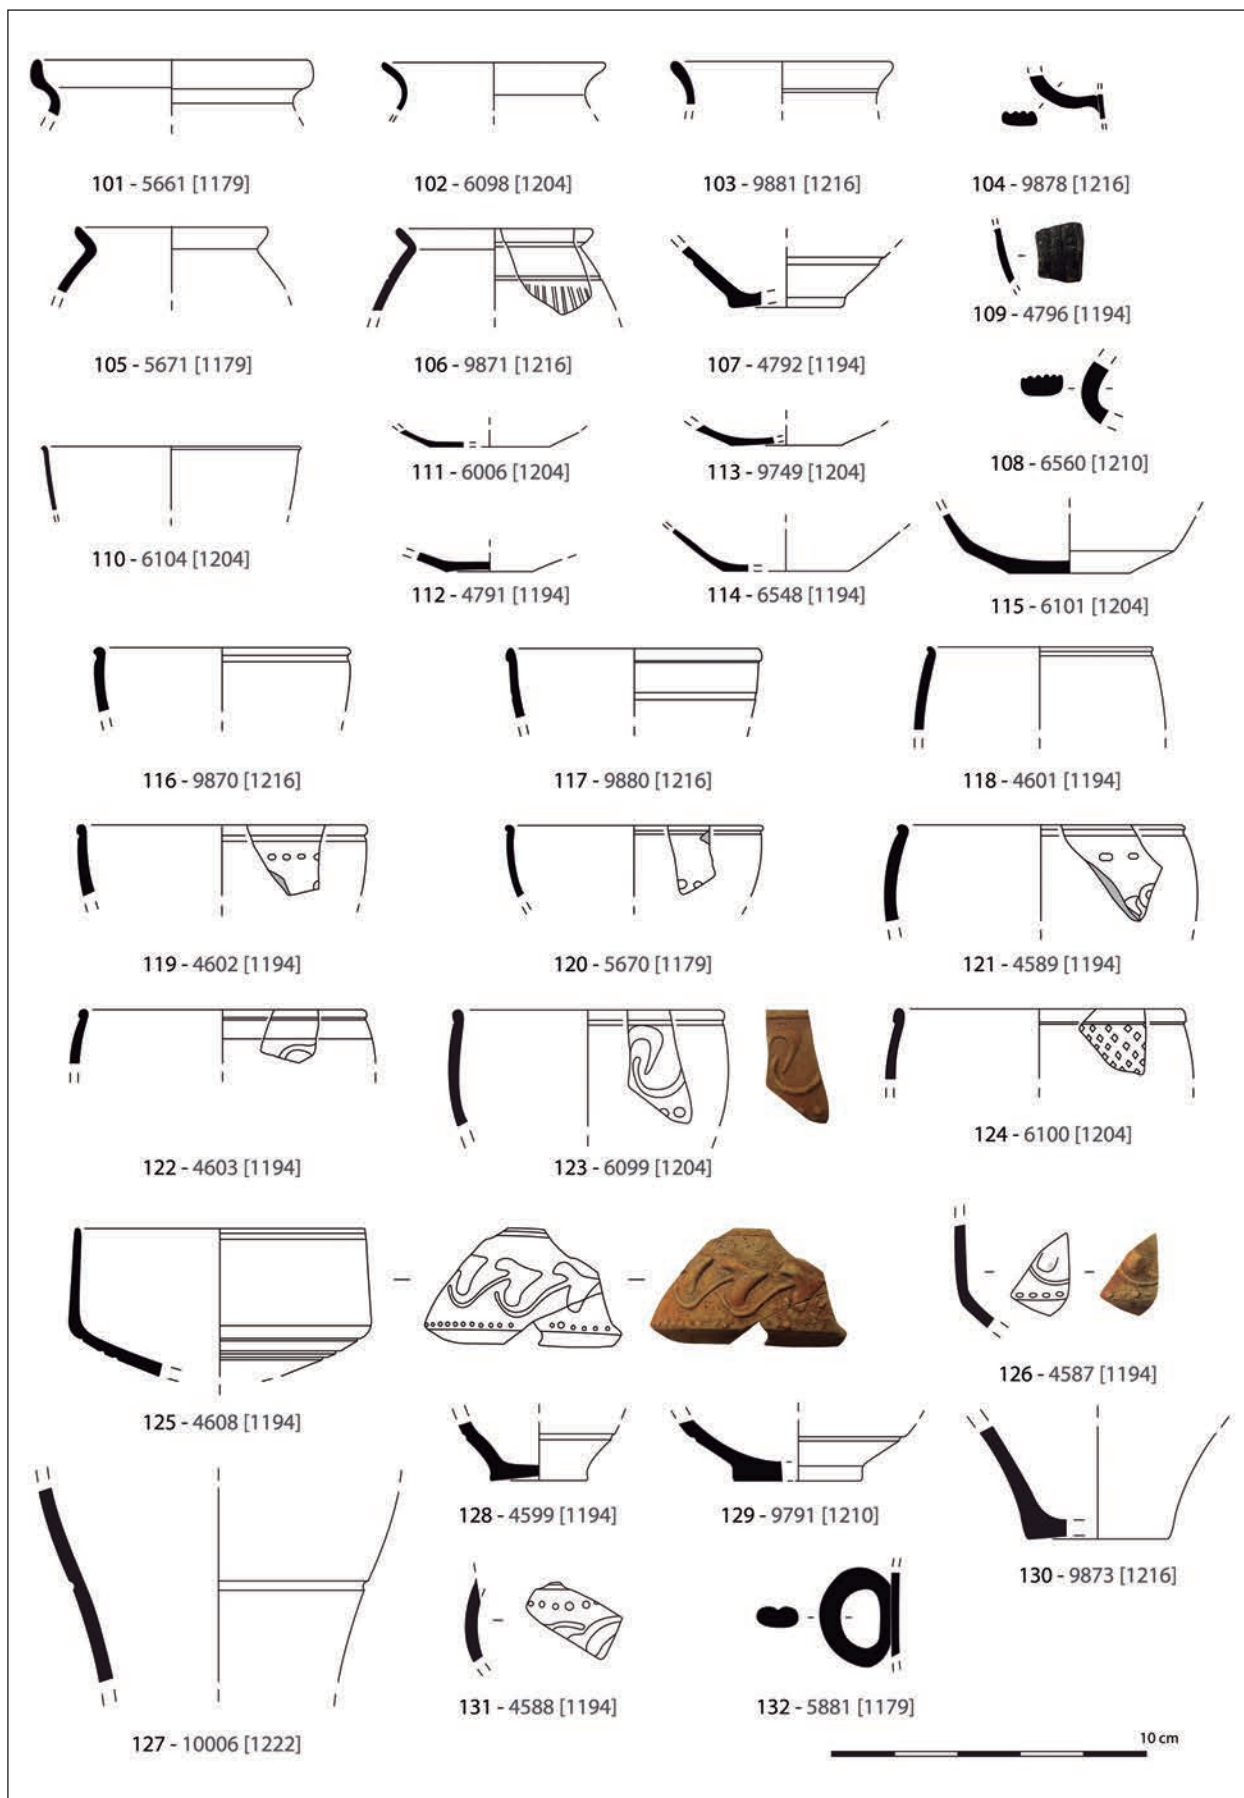 101 - 5661 [1179]
102 - 6098 [1204]
103 - 9881 [1216]
104 - 9878 [1216]
105 - 5671 [1179]
106 - 9871 [1216]
107 - 4792 [1194]
109 - 4796 [1194]
108 - 6560 [1210]
110 - 6104 [1204]
111 - 6006 [1204]
113 - 9749 [1204]
112 - 4791 [1194]
114 - 6548 [1194]
115 - 6101 [1204]
116 - 9870 [1216]
117 - 9880 [1216]
118 - 4601 [1194]
119 - 4602 [1194]
120 - 5670 [1179]
121 - 4589 [1194]
122 - 4603 [1194]
123 - 6099 [1204]
124 - 6100 [1204]
125 - 4608 [1194]
126 - 4587 [1194]
128 - 4599 [1194]
129 - 9791 [1210]
130 - 9873 [1216]
127 - 10006 [1222]
131 - 4588 [1194]
132 - 5881 [1179]
10 cm